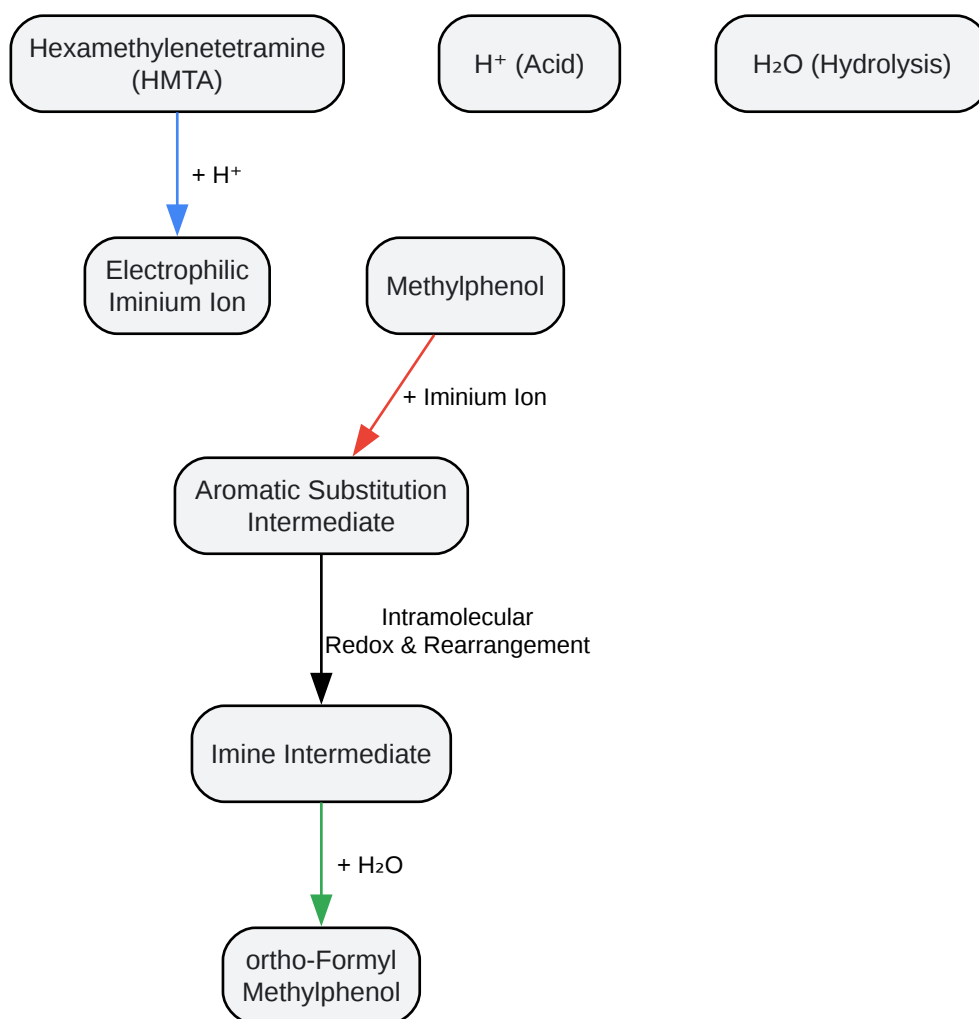 Hexamethylenetetramine
(HMTA)
H⁺ (Acid)
H₂O (Hydrolysis)
+ H⁺
Electrophilic
Iminium Ion
Methylphenol
+ Iminium Ion
Aromatic Substitution
Intermediate
Intramolecular
Redox & Rearrangement
Imine Intermediate
+ H₂O
ortho-Formyl
Methylphenol